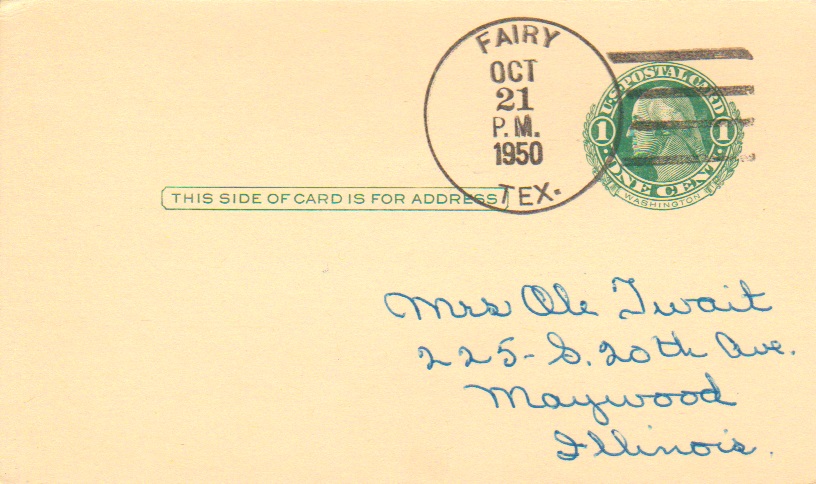 FAIRY
OCT
21
P.M.
1950
TEX.
U.S. POSTAL CARD
1 1
ONE CENT
WASHINGTON
THIS SIDE OF CARD IS FOR ADDRESS
Mrs Ole Twait
225 - S. 20th Ave.
Maywood
Illinois.